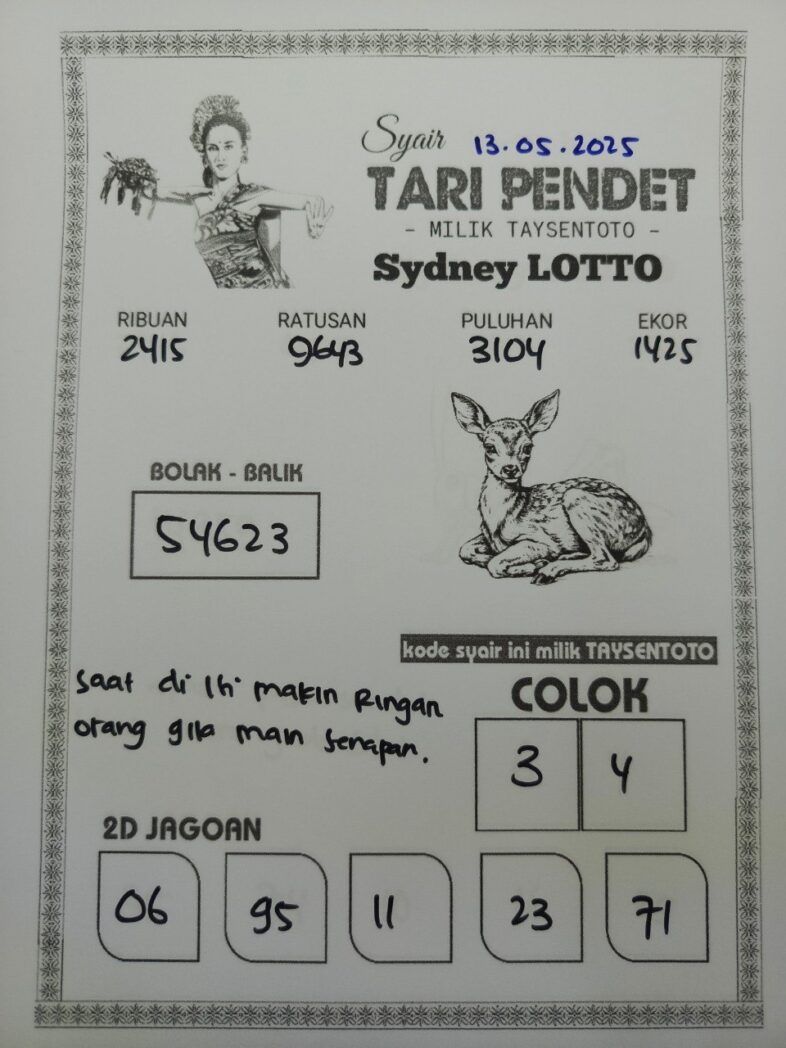 Syair 13.05.2025
TARI PENDET
- MILIK TAYSENTOTO -
Sydney LOTTO
RIBUAN RATUSAN PULUHAN EKOR
2415 9643 3104 1425
BOLAK - BALIK
54623
kode syair ini milik TAYSENTOTO
saat di makin Ringan
orang gila senapan.
COLOK
3 4
2D JAGOAN
06 95 11 23 71